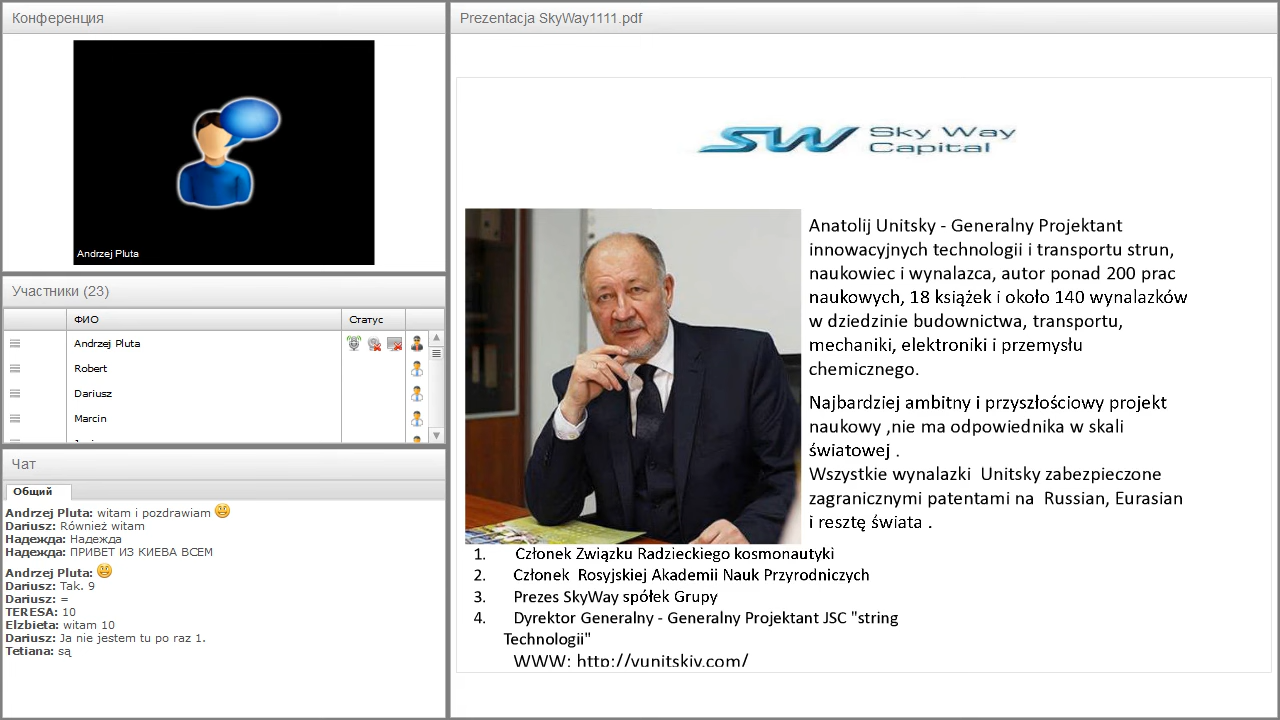 Конференция
Andrzej Pluta
Участники (23)
ФИО
Статус
Andrzej Pluta
Robert
Dariusz
Marcin
Чат
Общий
Andrzej Pluta: witam i pozdrawiam
Dariusz: Również witam
Надежда: Надежда
Надежда: ПРИВЕТ ИЗ КИЕВА ВСЕМ
Andrzej Pluta:
Dariusz: Tak. 9
Dariusz: =
TERESA: 10
Elzbieta: witam 10
Dariusz: Ja nie jestem tu po raz 1.
Tetiana: są
Prezentacja SkyWay1111.pdf
SW Sky Way
Capital
Anatolij Unitsky - Generalny Projektant
innowacyjnych technologii i transportu strun,
naukowiec i wynalazca, autor ponad 200 prac
naukowych, 18 książek i około 140 wynalazków
w dziedzinie budownictwa, transportu,
mechaniki, elektroniki i przemysłu
chemicznego.
Najbardziej ambitny i przyszłościowy projekt
naukowy ,nie ma odpowiednika w skali
światowej .
Wszystkie wynalazki  Unitsky zabezpieczone
zagranicznymi patentami na  Russian, Eurasian
i resztę świata .
1. Członek Związku Radzieckiego kosmonautyki
2. Członek  Rosyjskiej Akademii Nauk Przyrodniczych
3. Prezes SkyWay spółek Grupy
4. Dyrektor Generalny - Generalny Projektant JSC "string
Technologii"
WWW: http://yunitskiy.com/